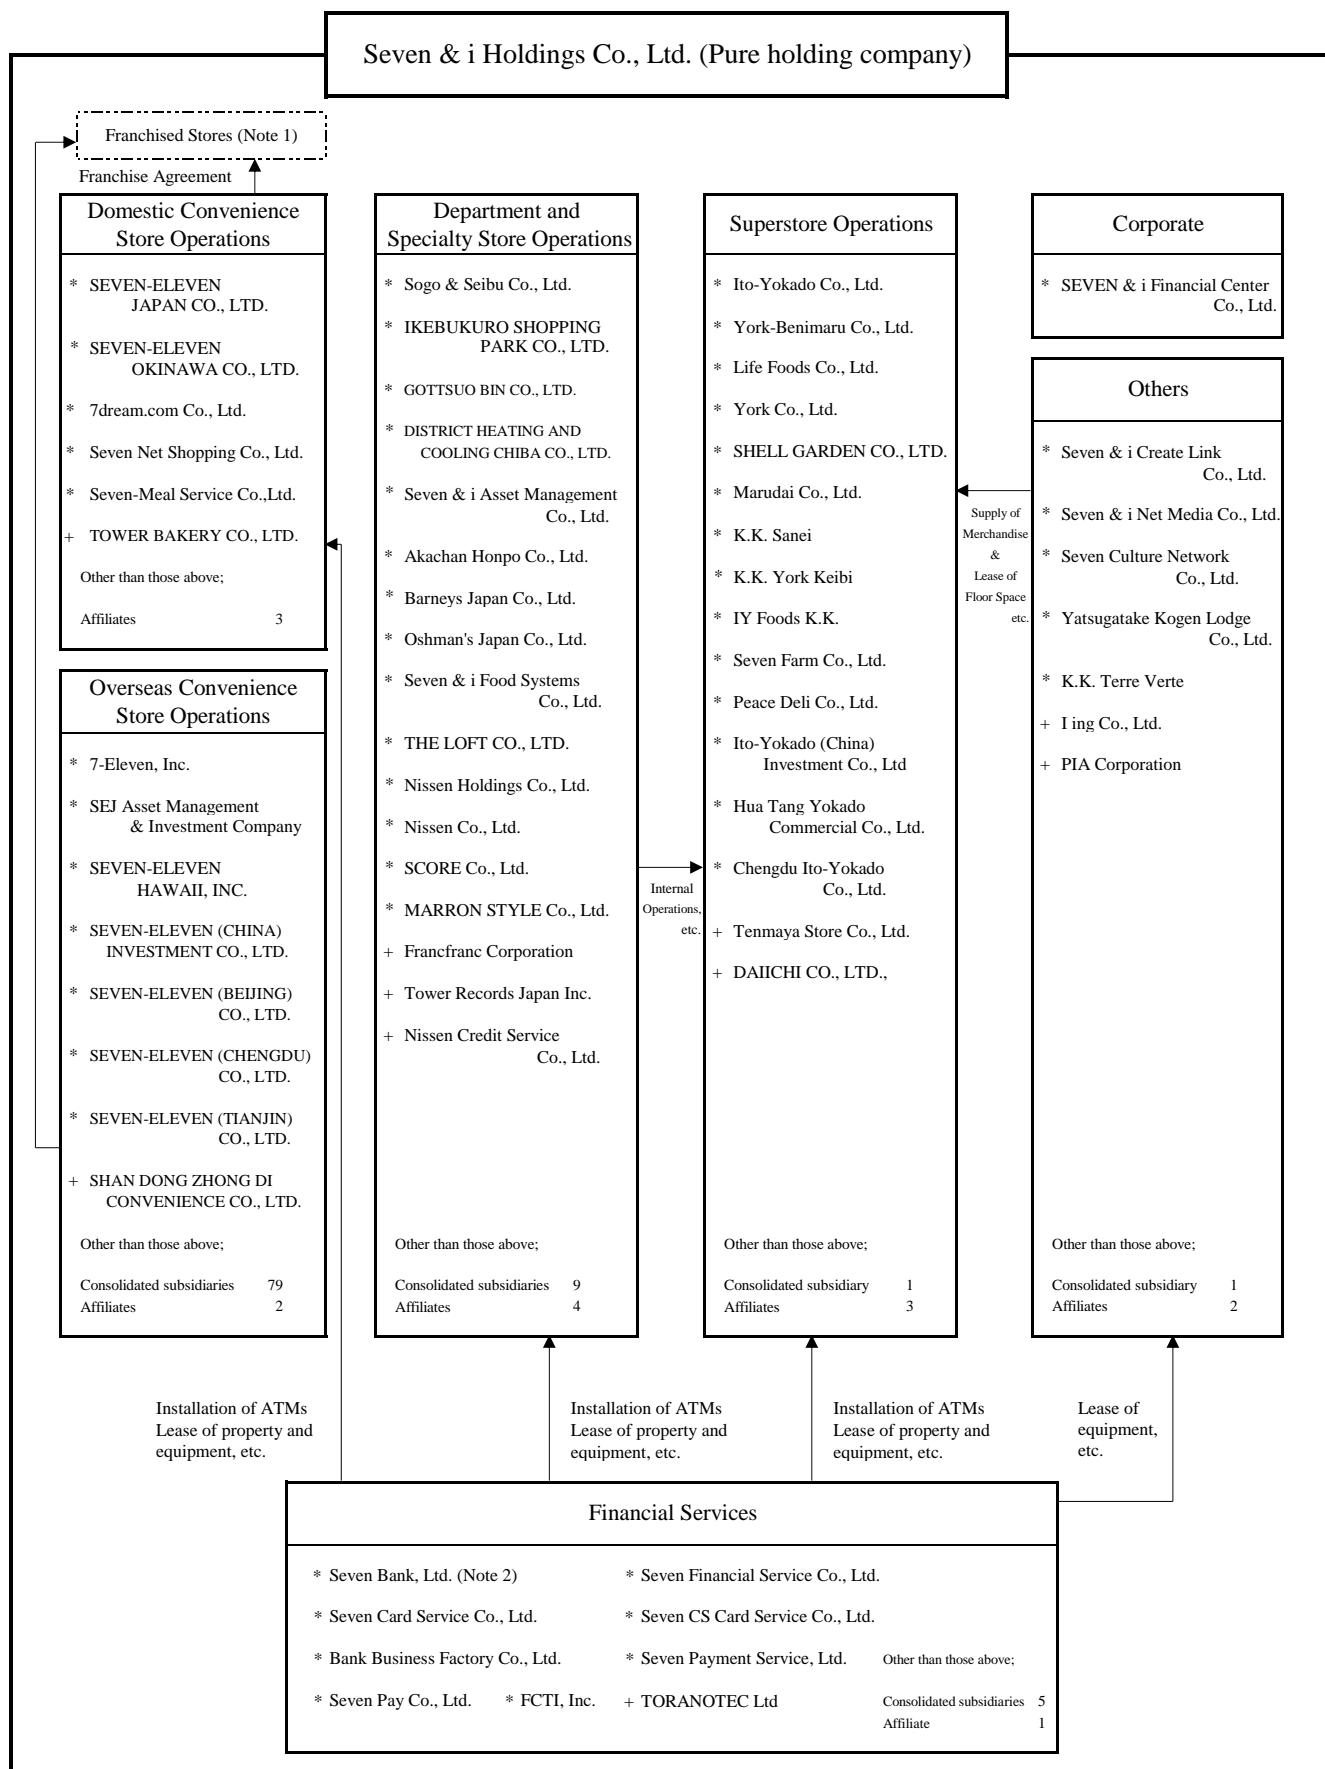 Seven & i Holdings Co., Ltd. (Pure holding company)
Franchised Stores (Note 1)
Franchise Agreement
Domestic Convenience
Store Operations
* SEVEN-ELEVEN
JAPAN CO., LTD.
* SEVEN-ELEVEN
OKINAWA CO., LTD.
* 7dream.com Co., Ltd.
* Seven Net Shopping Co., Ltd.
* Seven-Meal Service Co.,Ltd.
+ TOWER BAKERY CO., LTD.
Other than those above;
Affiliates 3
Overseas Convenience
Store Operations
* 7-Eleven, Inc.
* SEJ Asset Management
& Investment Company
* SEVEN-ELEVEN
HAWAII, INC.
* SEVEN-ELEVEN (CHINA)
INVESTMENT CO., LTD.
* SEVEN-ELEVEN (BEIJING)
CO., LTD.
* SEVEN-ELEVEN (CHENGDU)
CO., LTD.
* SEVEN-ELEVEN (TIANJIN)
CO., LTD.
+ SHAN DONG ZHONG DI
CONVENIENCE CO., LTD.
Other than those above;
Consolidated subsidiaries 79
Affiliates 2
Department and
Specialty Store Operations
* Sogo & Seibu Co., Ltd.
* IKEBUKURO SHOPPING
PARK CO., LTD.
* GOTTSUO BIN CO., LTD.
* DISTRICT HEATING AND
COOLING CHIBA CO., LTD.
* Seven & i Asset Management
Co., Ltd.
* Akachan Honpo Co., Ltd.
* Barneys Japan Co., Ltd.
* Oshman's Japan Co., Ltd.
* Seven & i Food Systems
Co., Ltd.
* THE LOFT CO., LTD.
* Nissen Holdings Co., Ltd.
* Nissen Co., Ltd.
* SCORE Co., Ltd.
* MARRON STYLE Co., Ltd.
+ Francfranc Corporation
+ Tower Records Japan Inc.
+ Nissen Credit Service
Co., Ltd.
Other than those above;
Consolidated subsidiaries 9
Affiliates 4
Internal
Operations,
etc.
Superstore Operations
* Ito-Yokado Co., Ltd.
* York-Benimaru Co., Ltd.
* Life Foods Co., Ltd.
* York Co., Ltd.
* SHELL GARDEN CO., LTD.
* Marudai Co., Ltd.
* K.K. Sanei
* K.K. York Keibi
* IY Foods K.K.
* Seven Farm Co., Ltd.
* Peace Deli Co., Ltd.
* Ito-Yokado (China)
Investment Co., Ltd
* Hua Tang Yokado
Commercial Co., Ltd.
* Chengdu Ito-Yokado
Co., Ltd.
+ Tenmaya Store Co., Ltd.
+ DAIICHI CO., LTD.,
Other than those above;
Consolidated subsidiary 1
Affiliates 3
Supply of
Merchandise
&
Lease of
Floor Space
etc.
Corporate
* SEVEN & i Financial Center
Co., Ltd.
Others
* Seven & i Create Link
Co., Ltd.
* Seven & i Net Media Co., Ltd.
* Seven Culture Network
Co., Ltd.
* Yatsugatake Kogen Lodge
Co., Ltd.
* K.K. Terre Verte
+ I ing Co., Ltd.
+ PIA Corporation
Other than those above;
Consolidated subsidiary 1
Affiliates 2
Installation of ATMs
Lease of property and
equipment, etc.
Installation of ATMs
Lease of property and
equipment, etc.
Installation of ATMs
Lease of property and
equipment, etc.
Lease of
equipment,
etc.
Financial Services
* Seven Bank, Ltd. (Note 2) * Seven Financial Service Co., Ltd.
* Seven Card Service Co., Ltd. * Seven CS Card Service Co., Ltd.
* Bank Business Factory Co., Ltd. * Seven Payment Service, Ltd. Other than those above;
* Seven Pay Co., Ltd. * FCTI, Inc. + TORANOTEC Ltd Consolidated subsidiaries 5
Affiliate 1